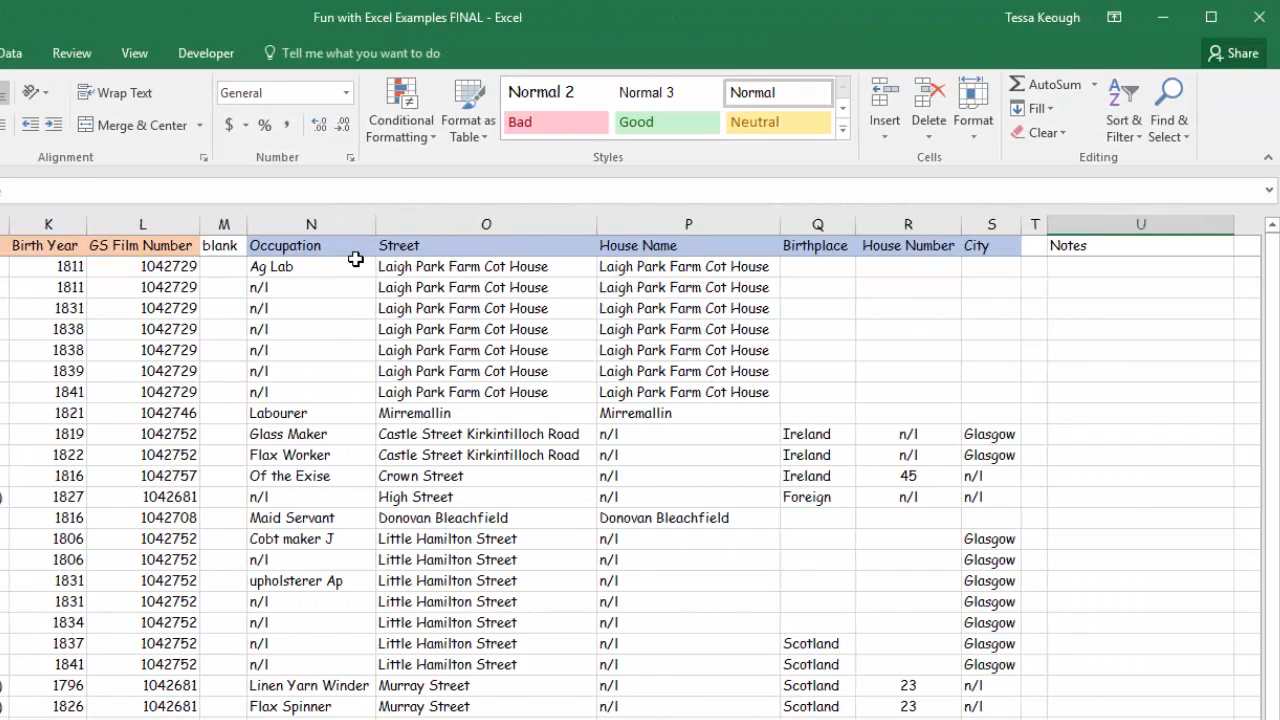 Fun with Excel Examples FINAL - Excel Tessa Keough
Data Review View Developer Tell me what you want to do Share
Wrap Text General Conditional Formatting Format as Table Normal 2 Normal 3 Normal Insert Delete Format AutoSum Sort & Filter Find & Select
Merge & Center $ % , Bad Good Neutral Fill
Clear
Alignment Number Styles Cells Editing
K L M N O P Q R S T U
Birth Year GS Film Number blank Occupation Street House Name Birthplace House Number City Notes
1811 1042729 Ag Lab Laigh Park Farm Cot House Laigh Park Farm Cot House
1811 1042729 n/l Laigh Park Farm Cot House Laigh Park Farm Cot House
1831 1042729 n/l Laigh Park Farm Cot House Laigh Park Farm Cot House
1838 1042729 n/l Laigh Park Farm Cot House Laigh Park Farm Cot House
1838 1042729 n/l Laigh Park Farm Cot House Laigh Park Farm Cot House
1839 1042729 n/l Laigh Park Farm Cot House Laigh Park Farm Cot House
1841 1042729 n/l Laigh Park Farm Cot House Laigh Park Farm Cot House
1821 1042746 Labourer Mirremallin Mirremallin
1819 1042752 Glass Maker Castle Street Kirkintilloch Road n/l Ireland n/l Glasgow
1822 1042752 Flax Worker Castle Street Kirkintilloch Road n/l Ireland n/l Glasgow
1816 1042757 Of the Exise Crown Street n/l Ireland 45 n/l
) 1827 1042681 n/l High Street n/l Foreign n/l n/l
1816 1042708 Maid Servant Donovan Bleachfield Donovan Bleachfield
1806 1042752 Cobt maker J Little Hamilton Street n/l Glasgow
1806 1042752 n/l Little Hamilton Street n/l Glasgow
1831 1042752 upholsterer Ap Little Hamilton Street n/l Glasgow
1831 1042752 n/l Little Hamilton Street n/l Glasgow
1834 1042752 n/l Little Hamilton Street n/l Glasgow
1837 1042752 n/l Little Hamilton Street n/l Scotland Glasgow
1841 1042752 n/l Little Hamilton Street n/l Scotland Glasgow
) 1796 1042681 Linen Yarn Winder Murray Street n/l Scotland 23 n/l
) 1826 1042681 Flax Spinner Murray Street n/l Scotland 23 n/l